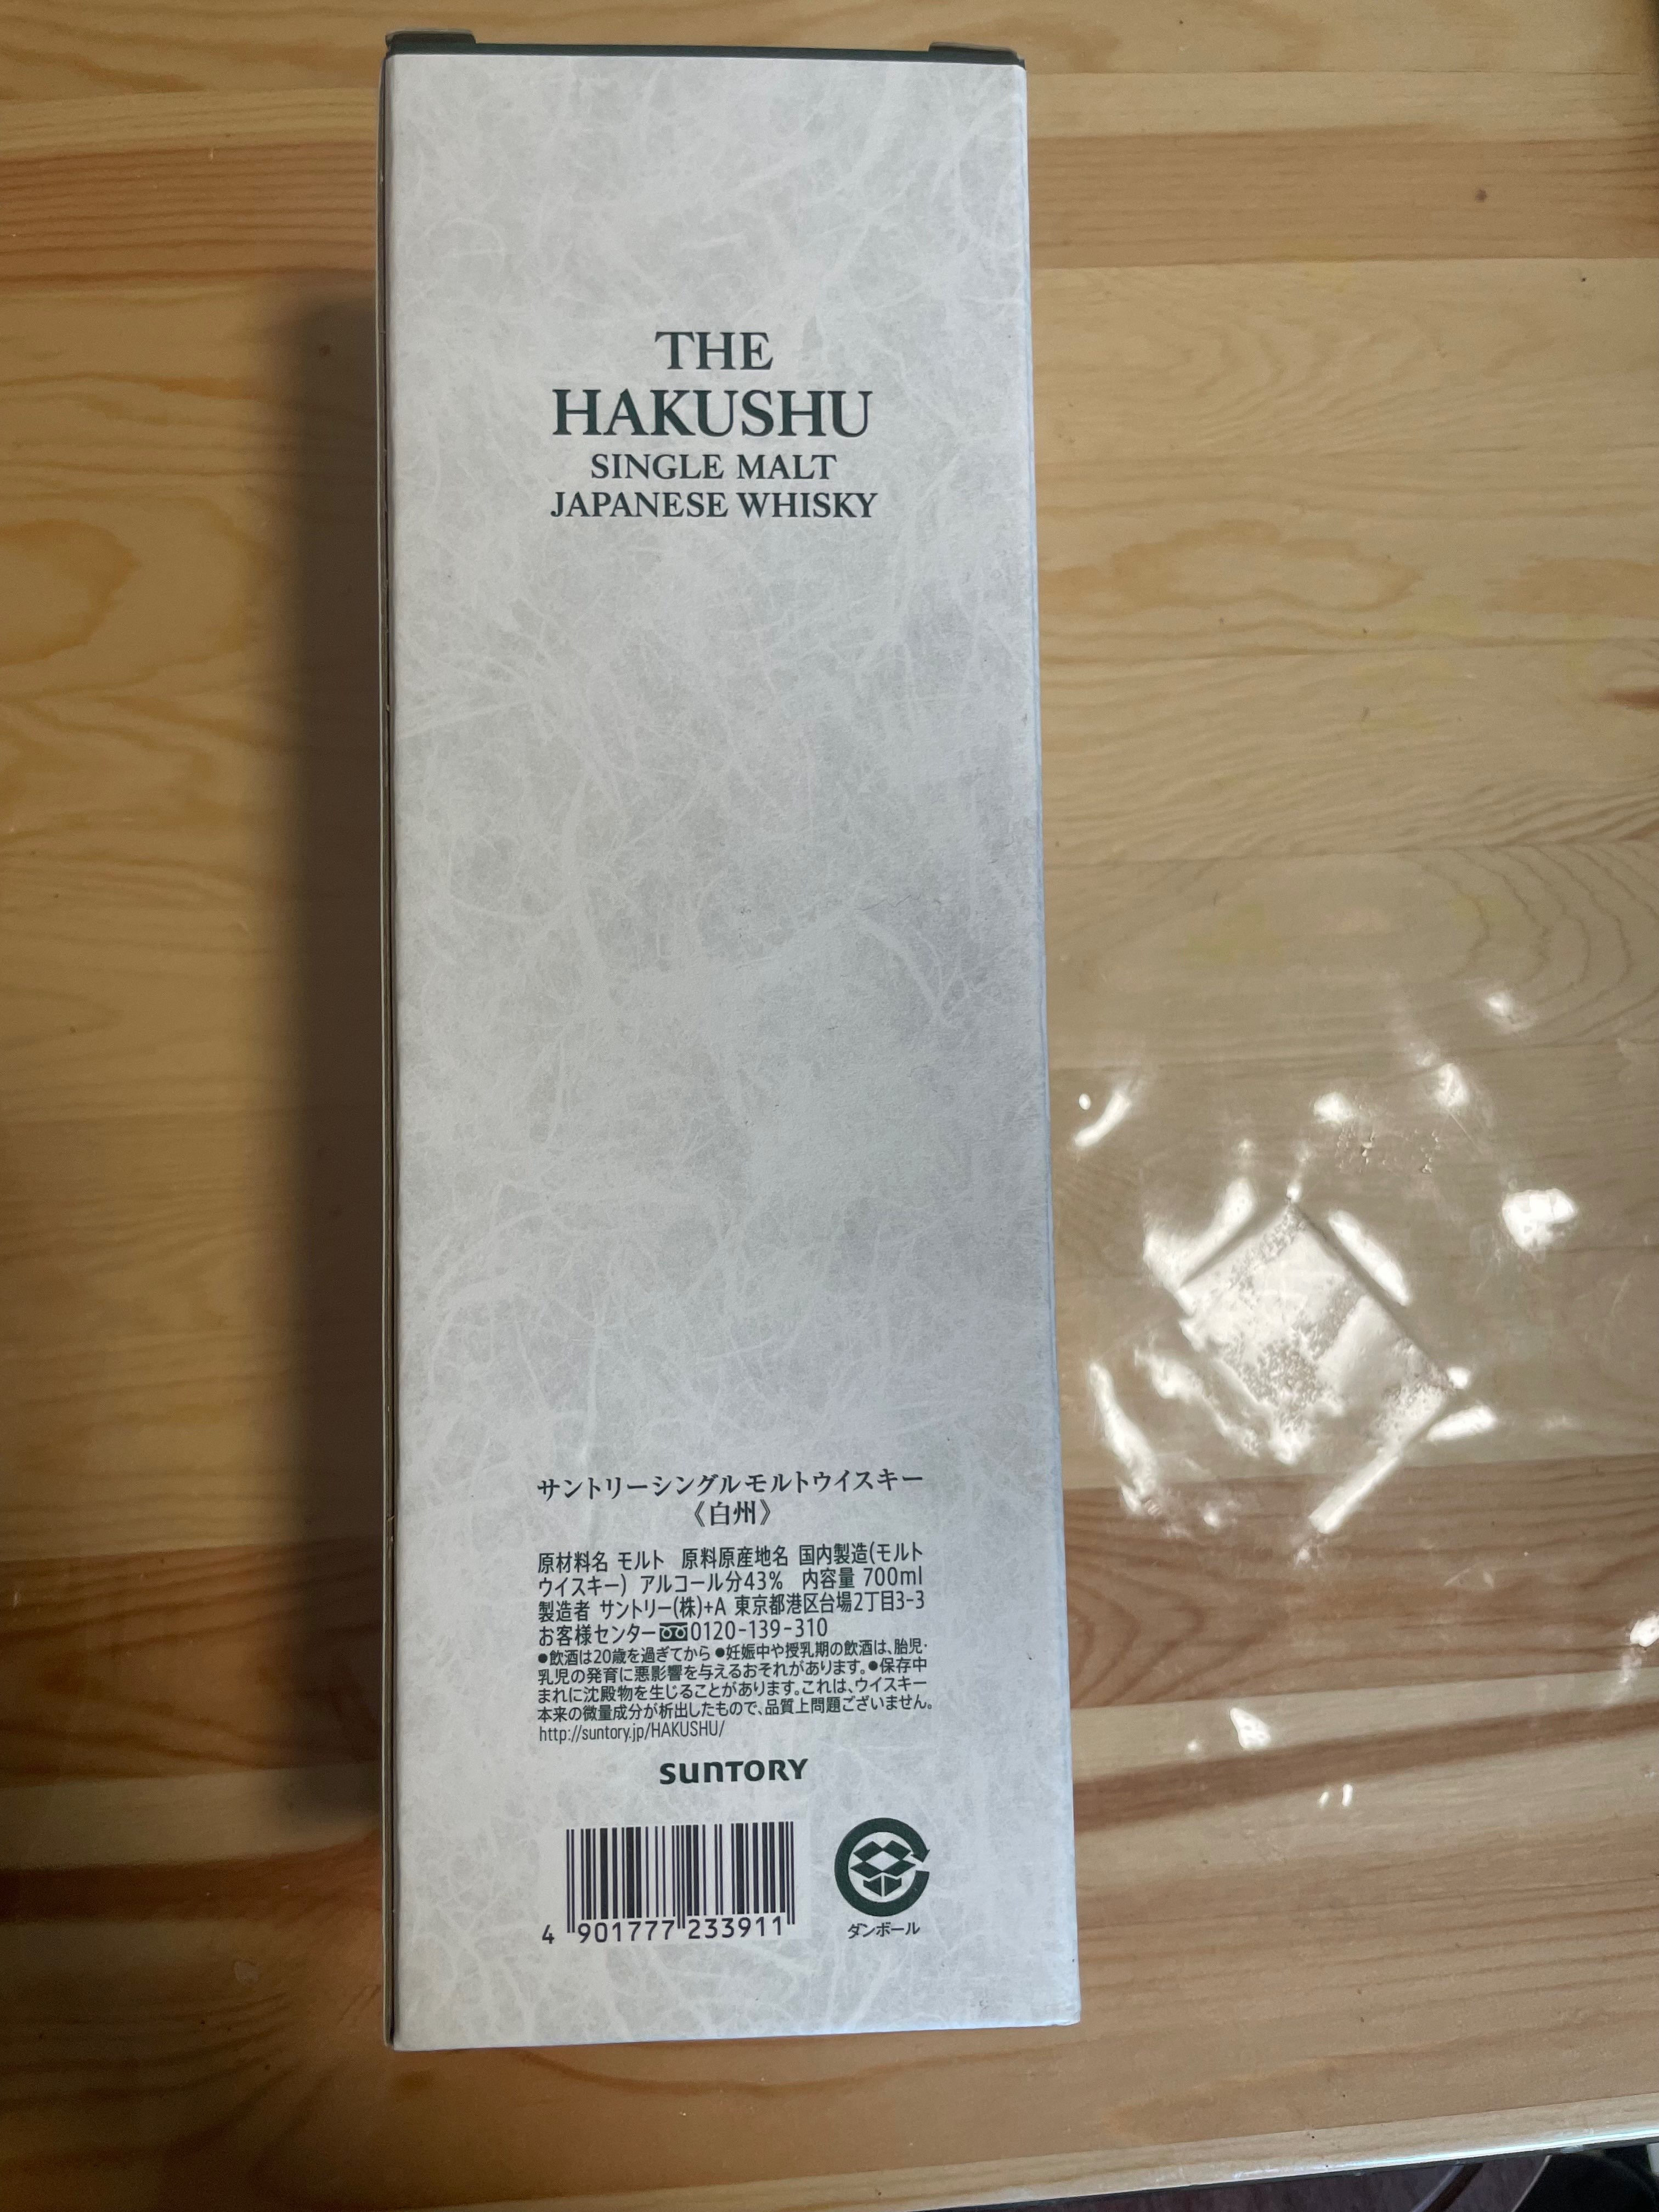 THE
HAKUSHU
SINGLE MALT
JAPANESE WHISKY
サントリーシングルモルトウイスキー
《白州》
原材料名 モルト 原料原産地名 国内製造(モルト
ウイスキー) アルコール分43% 内容量 700ml
製造者 サントリー(株)+A 東京都港区台場2丁目3-3
お客様センター 0120-139-310
●飲酒は20歳を過ぎてから ●妊娠中や授乳期の飲酒は、胎児・
乳児の発育に悪影響を与えるおそれがあります。●保存中
まれに沈殿物を生じることがあります。これは、ウイスキー
本来の微量成分が析出したもので、品質上問題ございません。
http://suntory.jp/HAKUSHU/
SUNTORY
4 901777 233911
ダンボール